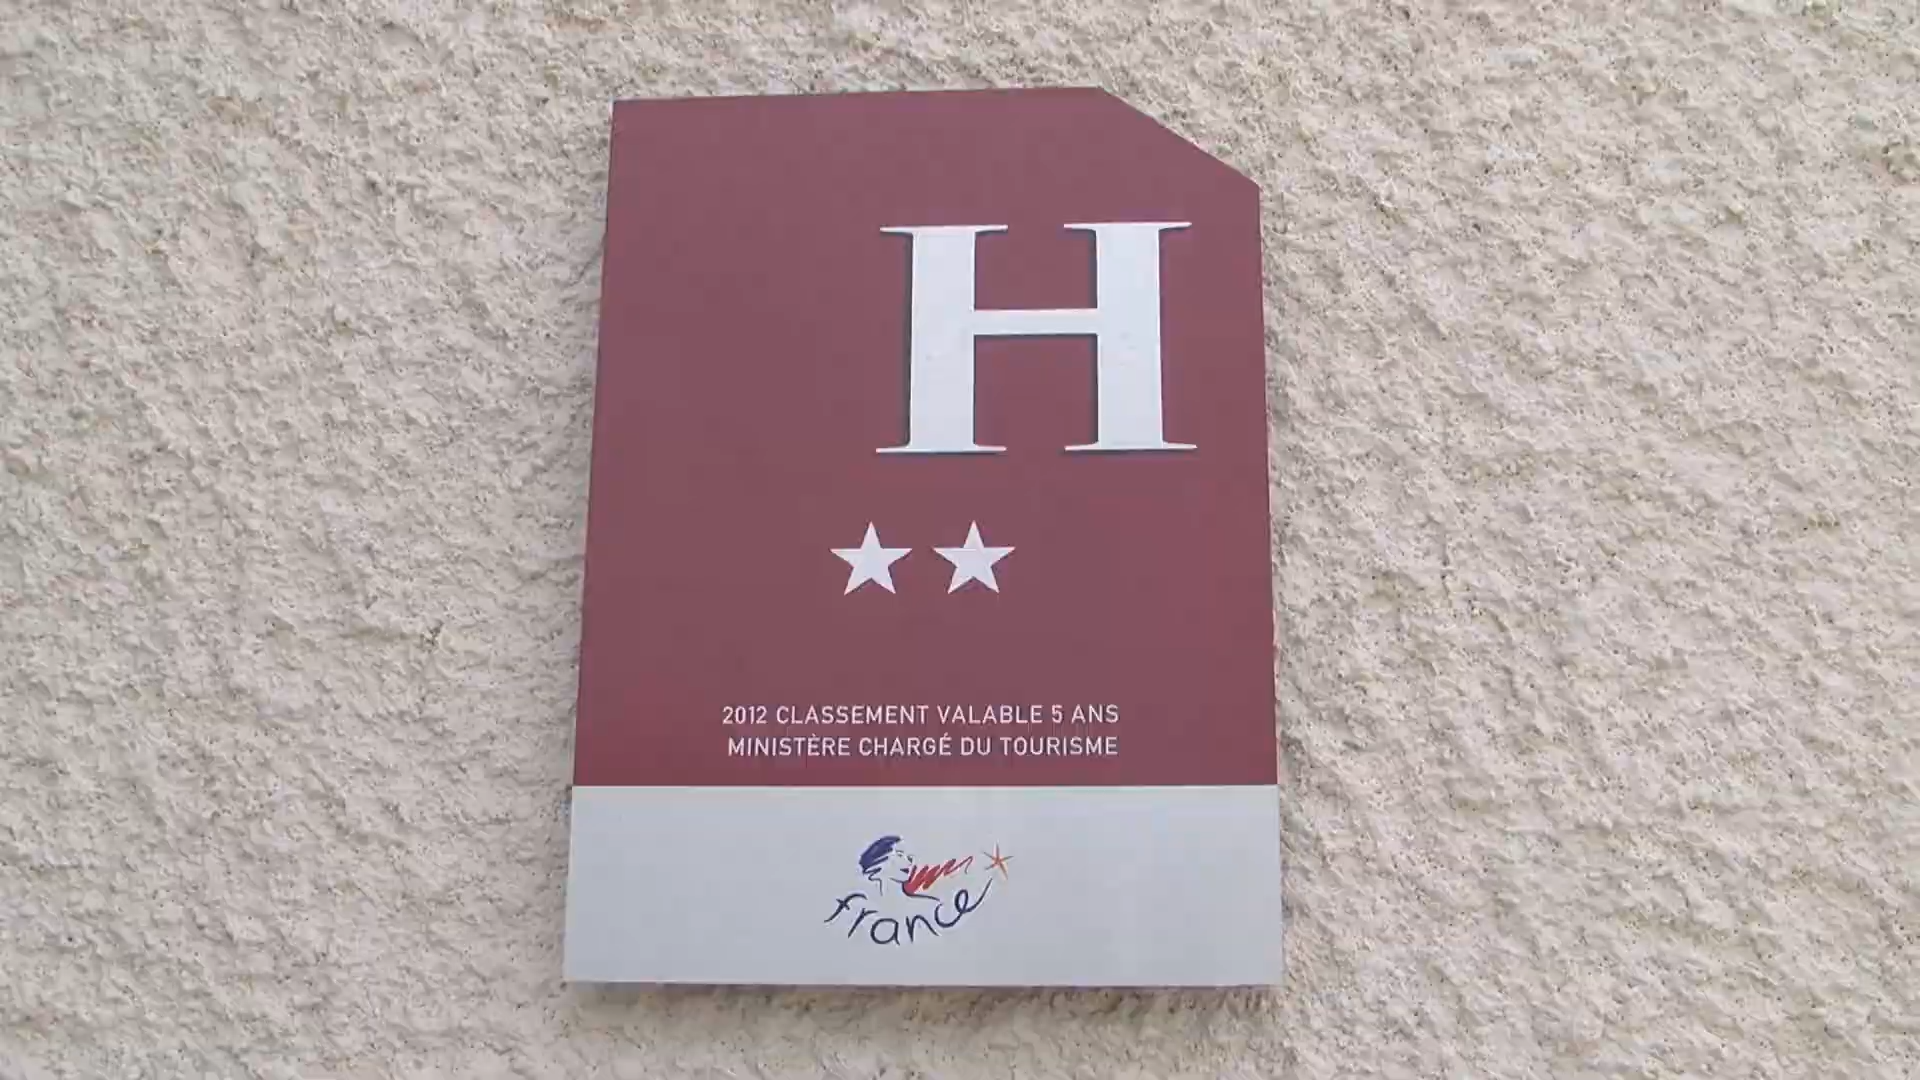 H
2012 CLASSEMENT VALABLE 5 ANS
MINISTÈRE CHARGÉ DU TOURISME
france